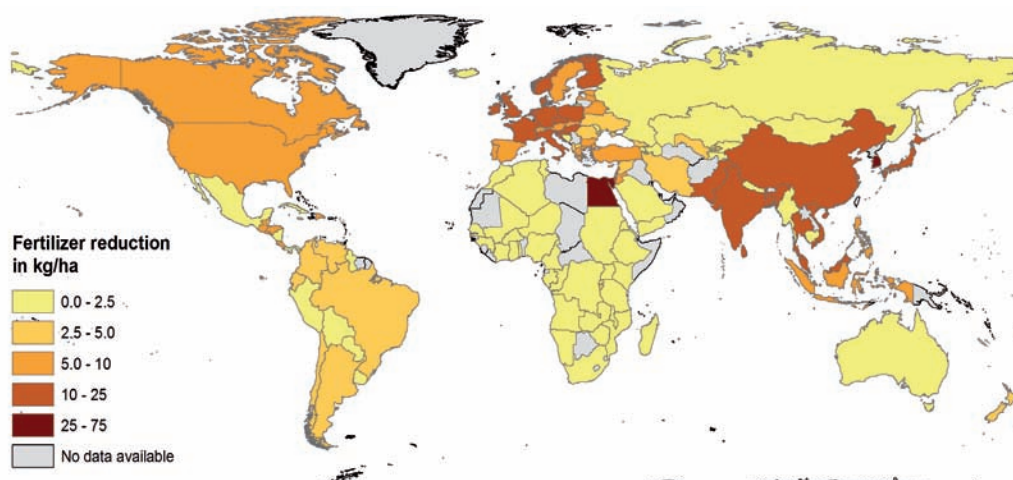 Fertilizer reduction
in kg/ha
0.0 - 2.5
2.5 - 5.0
5.0 - 10
10 - 25
25 - 75
No data available